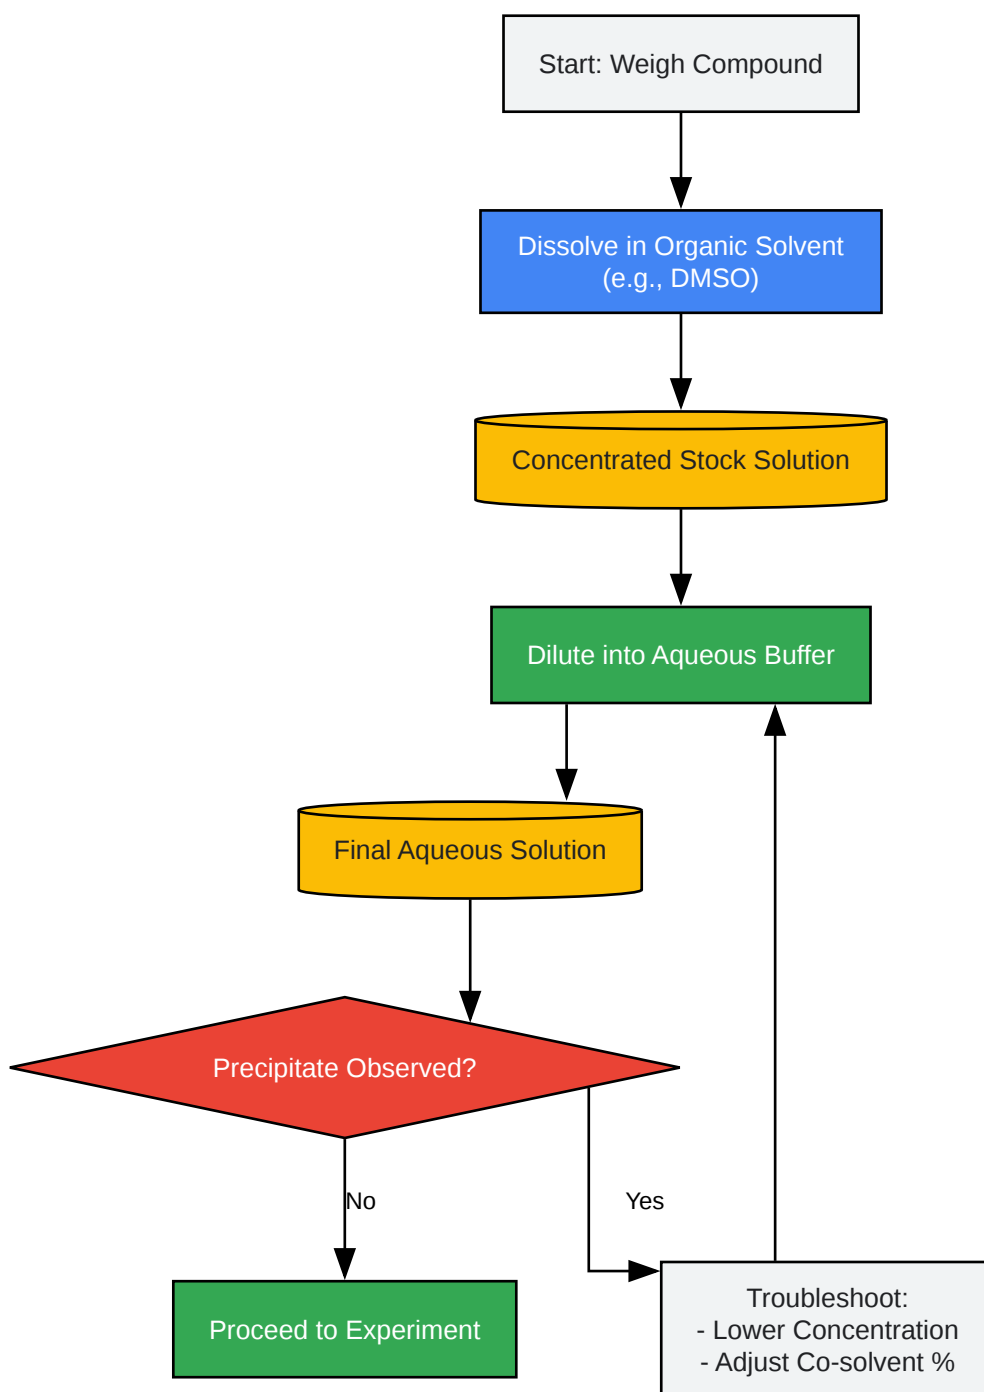 Start: Weigh Compound
Dissolve in Organic Solvent
(e.g., DMSO)
Concentrated Stock Solution
Dilute into Aqueous Buffer
Final Aqueous Solution
Precipitate Observed?
No
Yes
Proceed to Experiment
Troubleshoot:
- Lower Concentration
- Adjust Co-solvent %